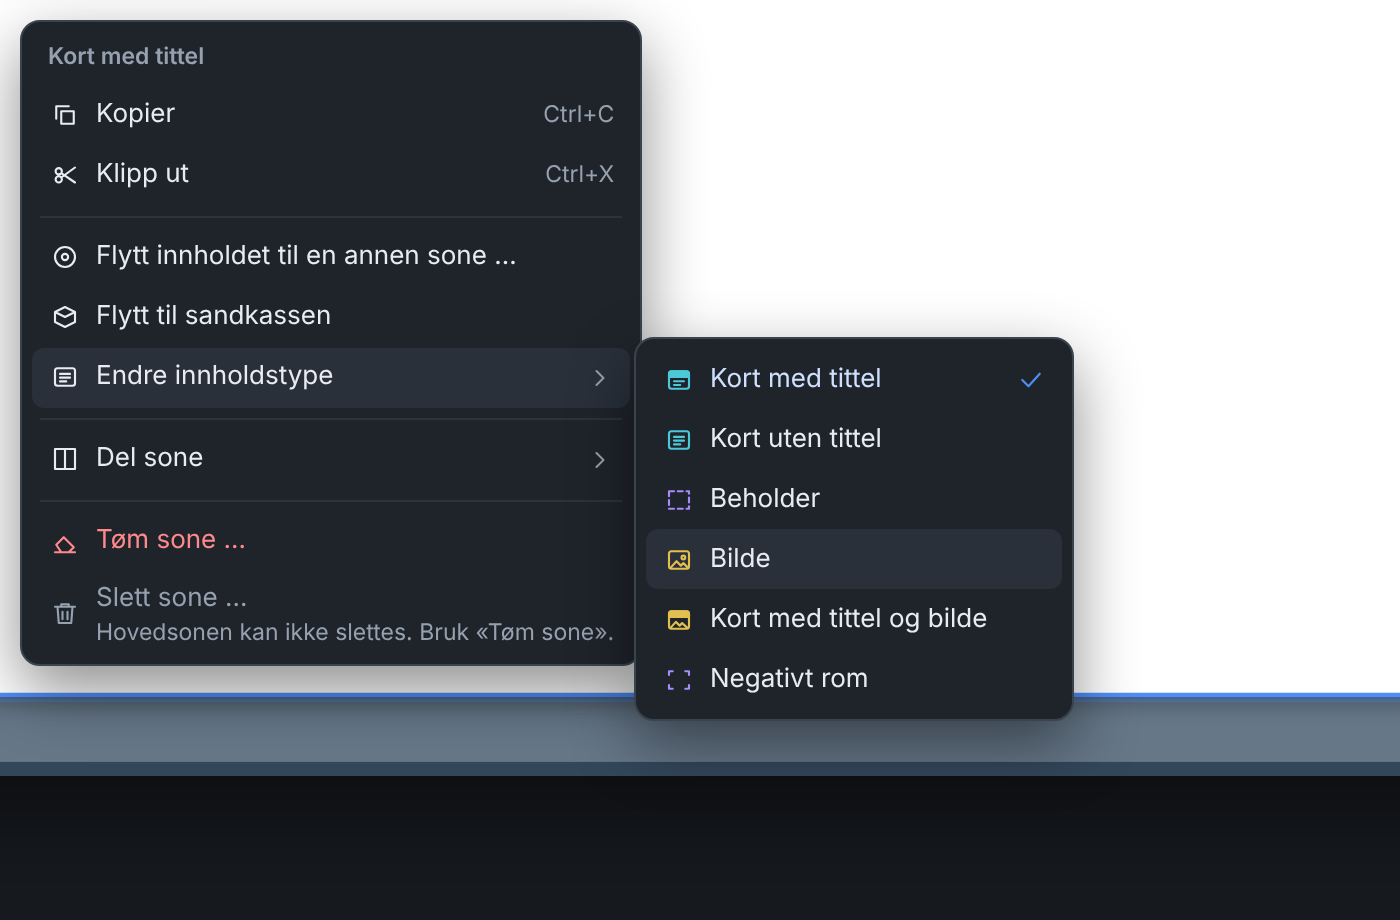 Kort med tittel
Kopier Ctrl+C
Klipp ut Ctrl+X
Flytt innholdet til en annen sone ...
Flytt til sandkassen
Endre innholdstype
Del sone
Tøm sone ...
Slett sone ...
Hovedsonen kan ikke slettes. Bruk «Tøm sone».
Kort med tittel
Kort uten tittel
Beholder
Bilde
Kort med tittel og bilde
Negativt rom